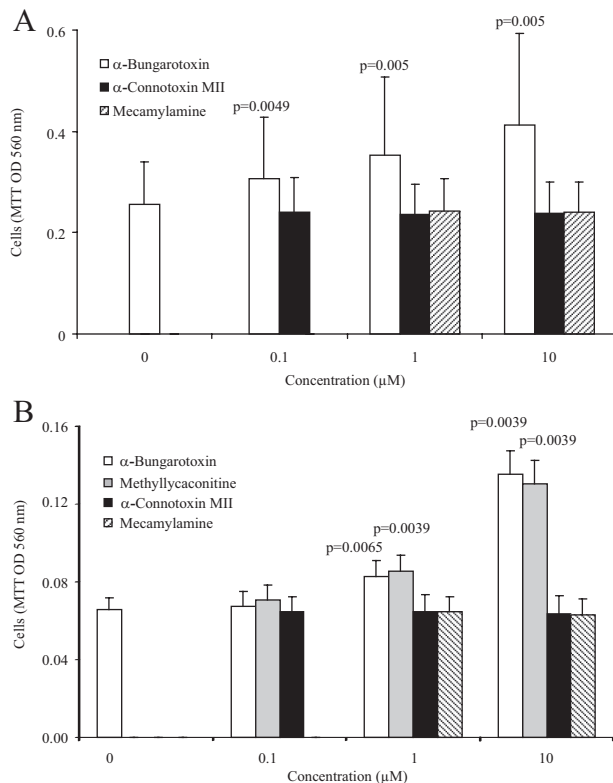 A
α-Bungarotoxin
α-Connotoxin MII
Mecamylamine
p=0.0049
p=0.005
p=0.005
0.6
0.4
0.2
0
Cells (MTT OD 560 nm)
0 0.1 1 10
Concentration (µM)
B
α-Bungarotoxin
Methyllycaconitine
α-Connotoxin MII
Mecamylamine
p=0.0065
p=0.0039
p=0.0039
p=0.0039
0.16
0.12
0.08
0.04
0.00
Cells (MTT OD 560 nm)
0 0.1 1 10
Concentration (µM)